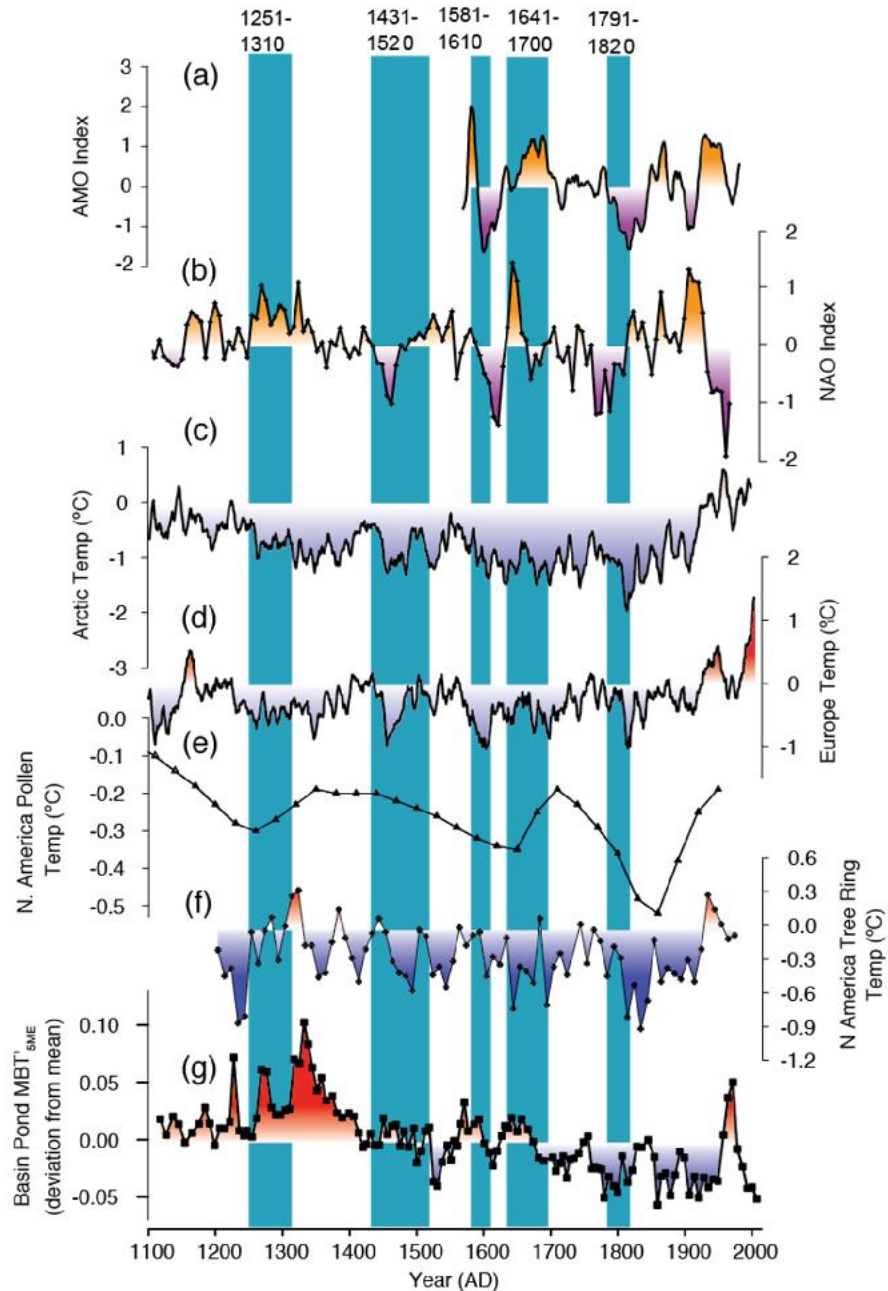 1251-
1310
1431-
1520
1581-
1610
1641-
1700
1791-
1820
(a)
3
2
1
0
-1
-2
AMO Index
(b)
2
1
0
-1
-2
NAO Index
(c)
1
0
-1
-2
-3
Arctic Temp (°C)
(d)
2
1
0
-1
Europe Temp (°C)
(e)
0.0
-0.1
-0.2
-0.3
-0.4
-0.5
N. America Pollen
Temp (°C)
(f)
0.6
0.3
0.0
-0.3
-0.6
-0.9
-1.2
N America Tree Ring
Temp (°C)
(g)
0.10
0.05
0.00
-0.05
Basin Pond MBT'5ME
(deviation from mean)
1100 1200 1300 1400 1500 1600 1700 1800 1900 2000
Year (AD)